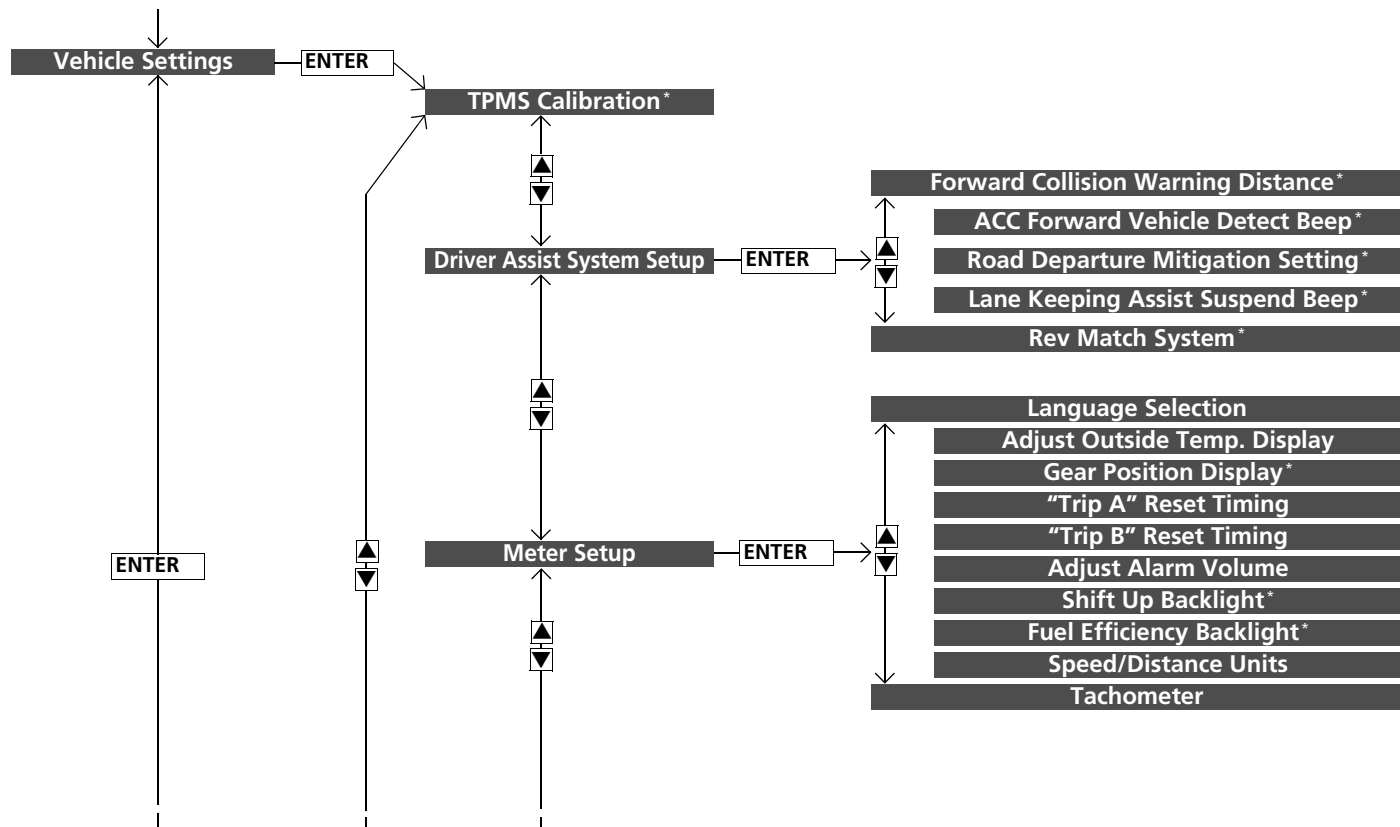 Vehicle Settings
ENTER
TPMS Calibration*
Forward Collision Warning Distance*
ACC Forward Vehicle Detect Beep*
Driver Assist System Setup
ENTER
Road Departure Mitigation Setting*
Lane Keeping Assist Suspend Beep*
Rev Match System*
Language Selection
Adjust Outside Temp. Display
Gear Position Display*
“Trip A” Reset Timing
“Trip B” Reset Timing
ENTER
Meter Setup
ENTER
Adjust Alarm Volume
Shift Up Backlight*
Fuel Efficiency Backlight*
Speed/Distance Units
Tachometer